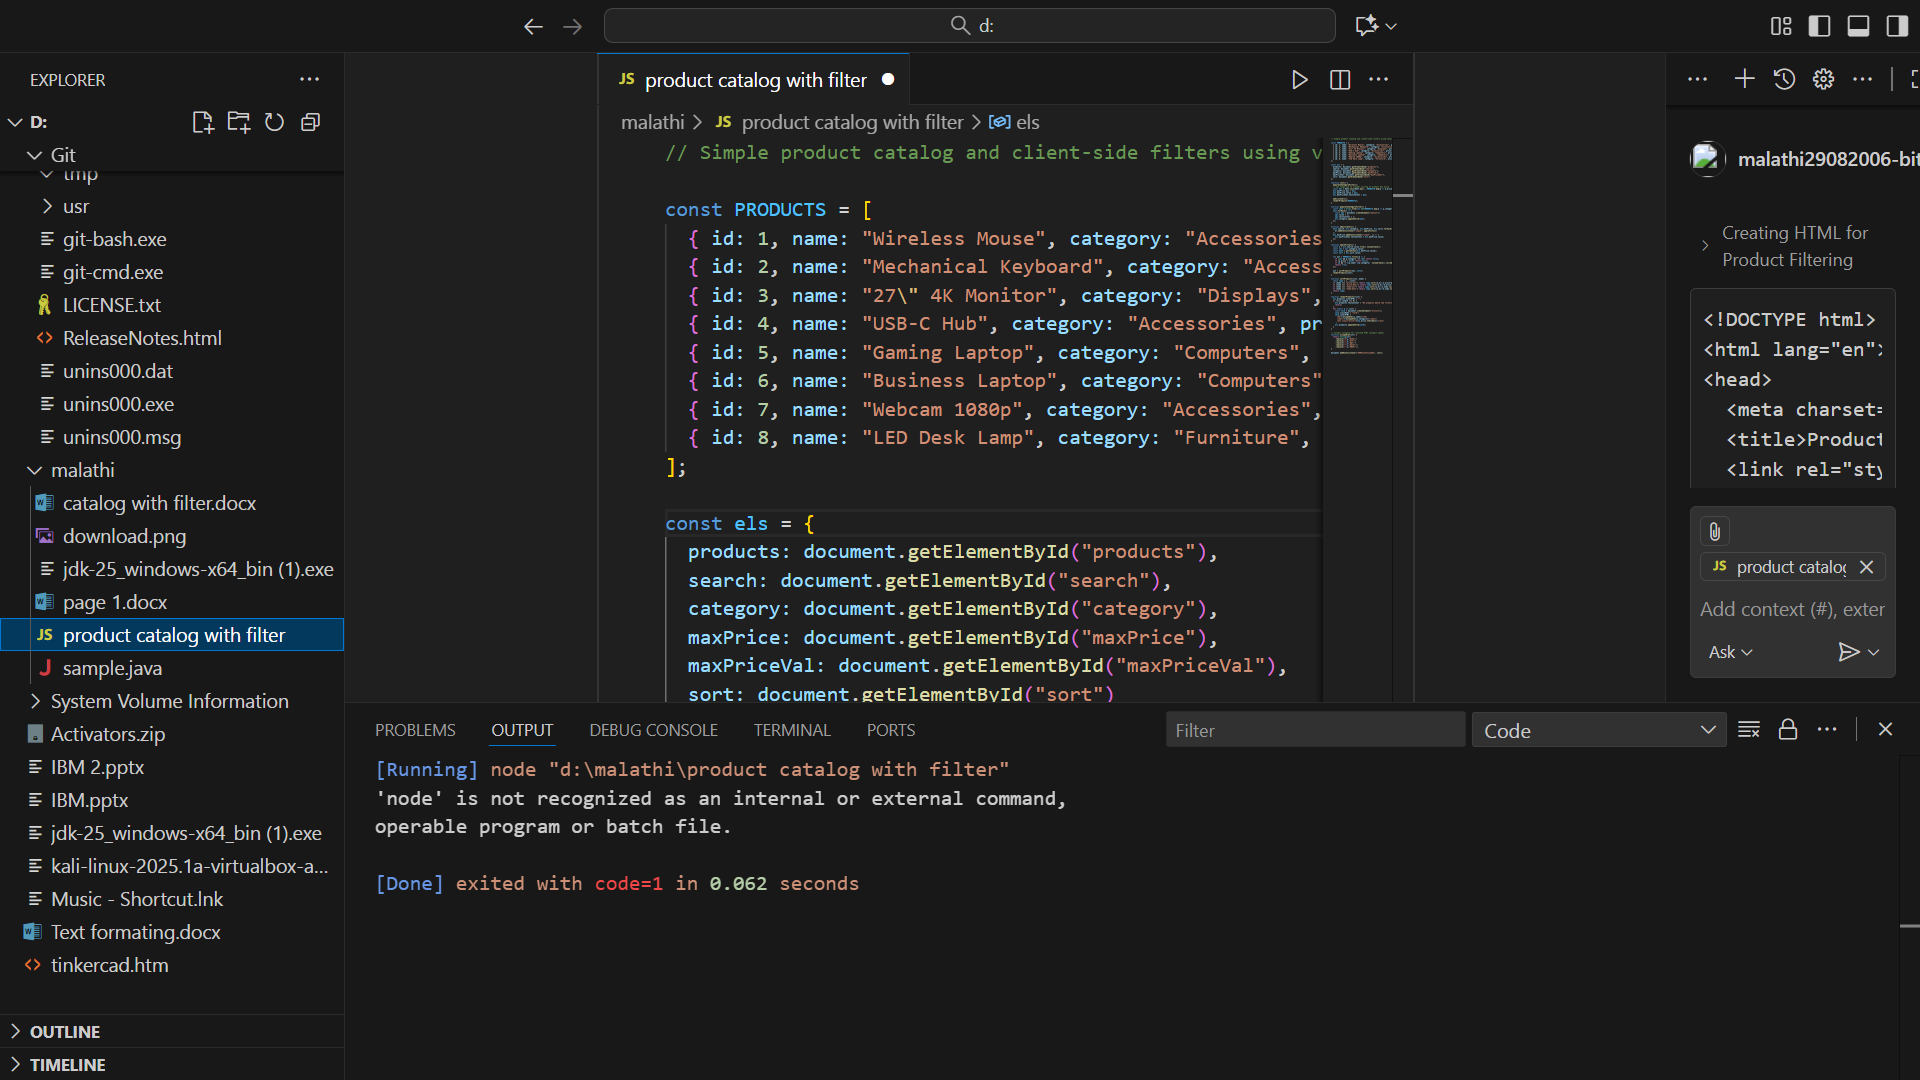 d:
EXPLORER
D:
Git
tmp
usr
git-bash.exe
git-cmd.exe
LICENSE.txt
ReleaseNotes.html
unins000.dat
unins000.exe
unins000.msg
malathi
catalog with filter.docx
download.png
jdk-25_windows-x64_bin (1).exe
page 1.docx
JS product catalog with filter
J sample.java
System Volume Information
Activators.zip
IBM 2.pptx
IBM.pptx
jdk-25_windows-x64_bin (1).exe
kali-linux-2025.1a-virtualbox-a...
Music - Shortcut.lnk
Text formating.docx
tinkercad.htm
OUTLINE
TIMELINE
JS product catalog with filter
malathi > JS product catalog with filter > els
// Simple product catalog and client-side filters using v
const PRODUCTS = [
{ id: 1, name: "Wireless Mouse", category: "Accessories
{ id: 2, name: "Mechanical Keyboard", category: "Access
{ id: 3, name: "27\" 4K Monitor", category: "Displays",
{ id: 4, name: "USB-C Hub", category: "Accessories", pr
{ id: 5, name: "Gaming Laptop", category: "Computers",
{ id: 6, name: "Business Laptop", category: "Computers"
{ id: 7, name: "Webcam 1080p", category: "Accessories",
{ id: 8, name: "LED Desk Lamp", category: "Furniture",
];
const els = {
products: document.getElementById("products"),
search: document.getElementById("search"),
category: document.getElementById("category"),
maxPrice: document.getElementById("maxPrice"),
maxPriceVal: document.getElementById("maxPriceVal"),
sort: document.getElementById("sort")
malathi29082006-bit
Creating HTML for
Product Filtering
<!DOCTYPE html>
<html lang="en">
<head>
<meta charset=
<title>Product
<link rel="sty
JS product catalog
Add context (#), exter
Ask
PROBLEMS OUTPUT DEBUG CONSOLE TERMINAL PORTS Filter Code
[Running] node "d:\malathi\product catalog with filter"
'node' is not recognized as an internal or external command,
operable program or batch file.
[Done] exited with code=1 in 0.062 seconds